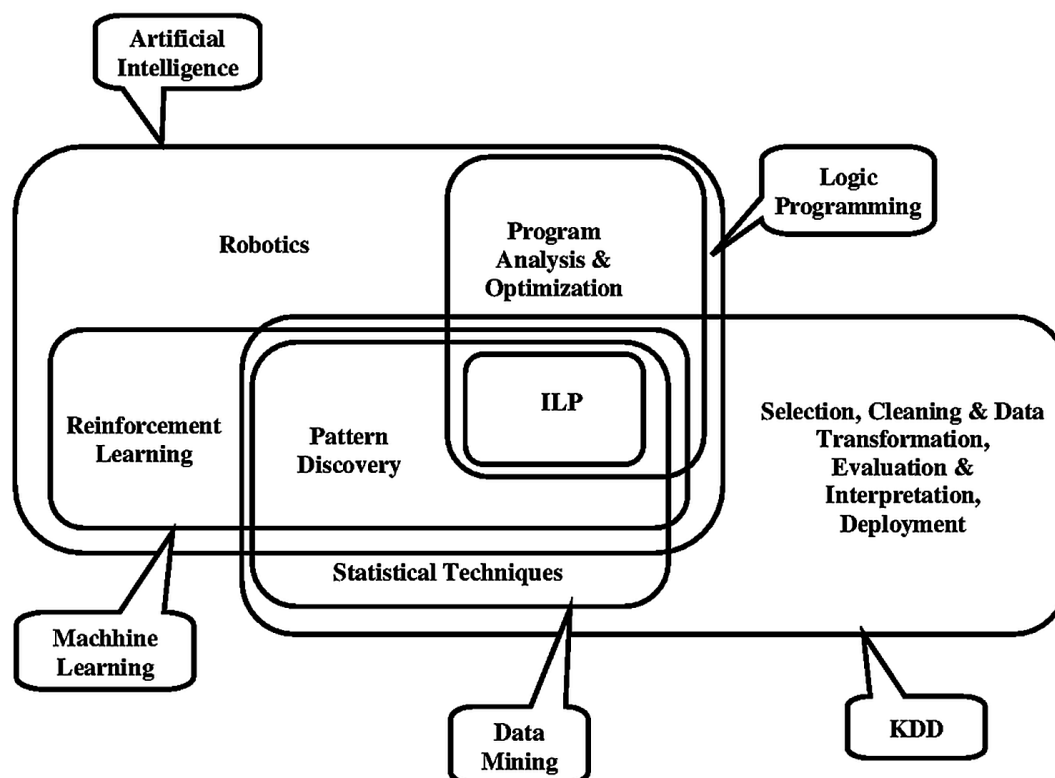 Artificial
Intelligence
Logic
Programming
Robotics
Program
Analysis &
Optimization
ILP
Reinforcement
Learning
Pattern
Discovery
Selection, Cleaning & Data
Transformation,
Evaluation &
Interpretation,
Deployment
Statistical Techniques
Machhine
Learning
Data
Mining
KDD